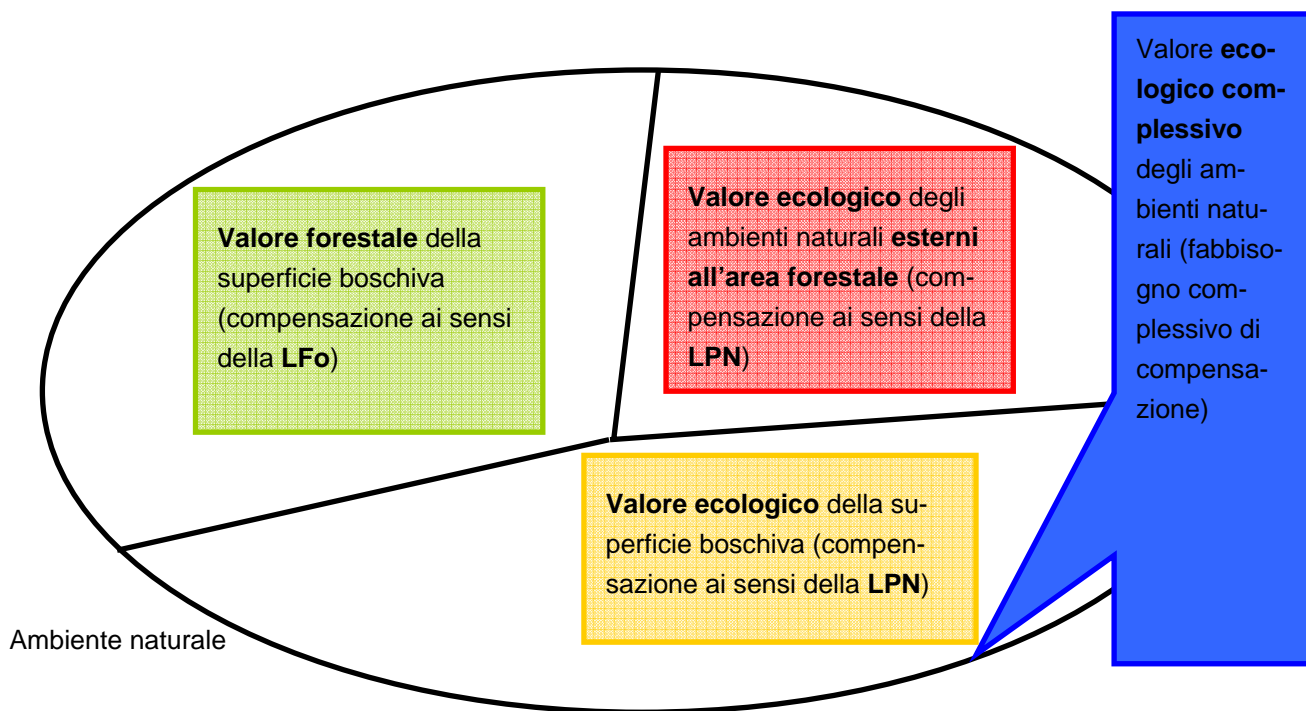 Valore forestale della
superficie boschiva
(compensazione ai sensi
della LFo)
Valore ecologico degli
ambienti naturali esterni
all’area forestale (com-
pensazione ai sensi della
LPN)
Valore eco-
logico com-
plessivo
degli am-
bienti natu-
rali (fabbiso-
gno com-
plessivo di
compensa-
zione)
Valore ecologico della su-
perficie boschiva (compen-
sazione ai sensi della LPN)
Ambiente naturale